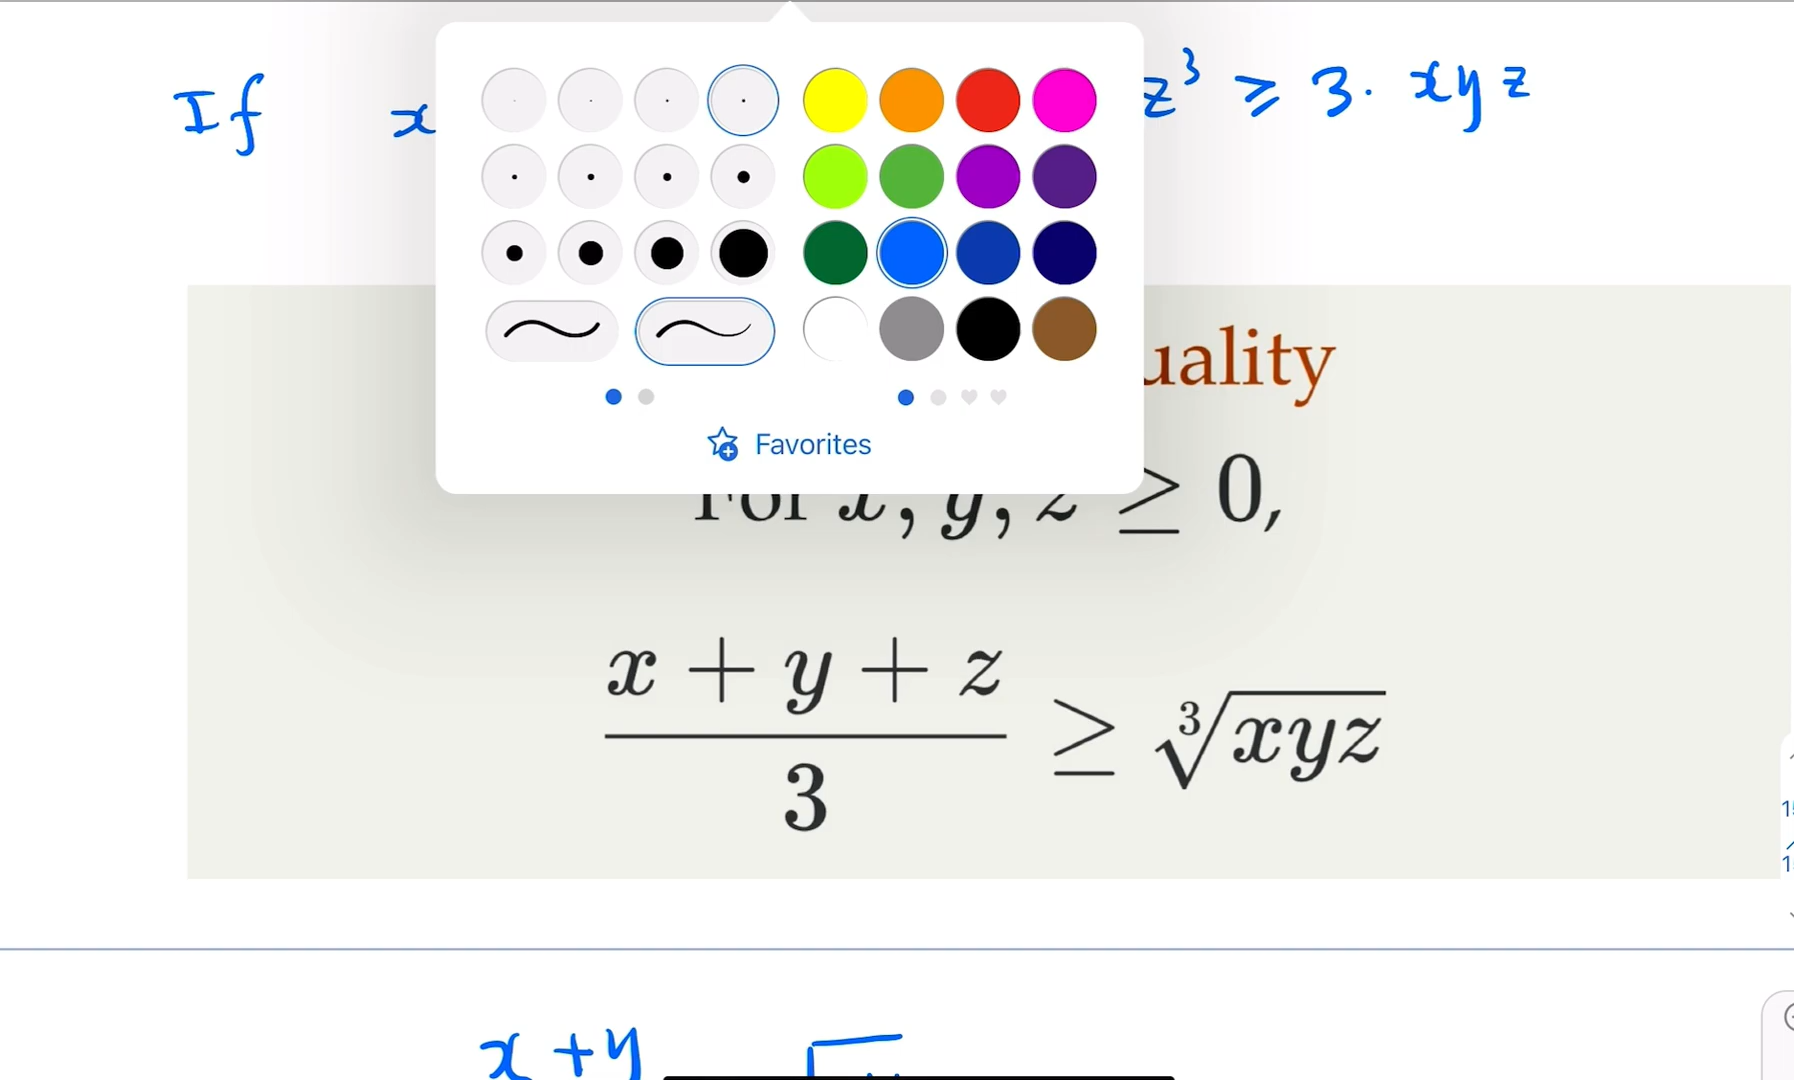 If x z³ ≥ 3. xyz
uality
Favorites
For x, y, z ≥ 0,
x + y + z / 3 ≥ ∛xyz
x + y √